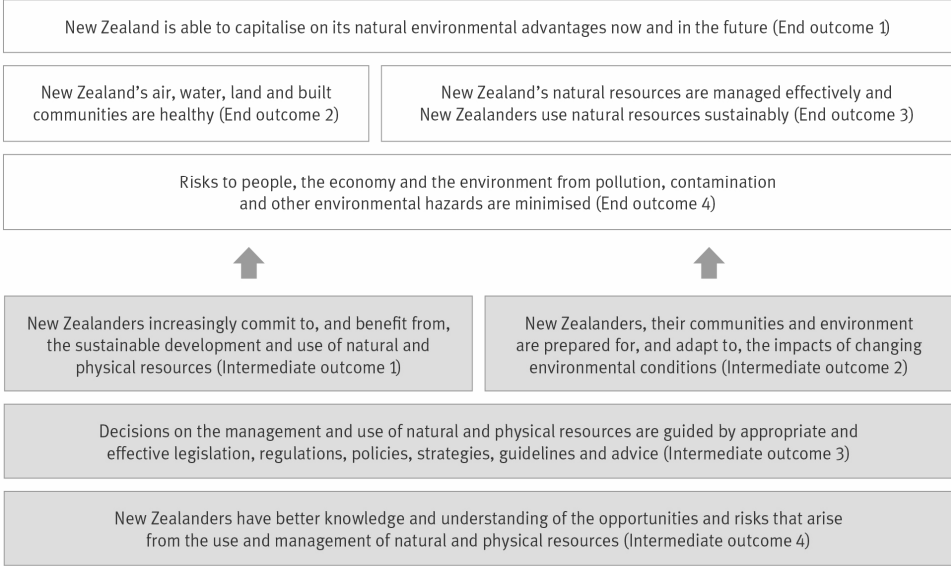 New Zealand is able to capitalise on its natural environmental advantages now and in the future (End outcome 1)
New Zealand’s air, water, land and built
communities are healthy (End outcome 2)
New Zealand’s natural resources are managed effectively and
New Zealanders use natural resources sustainably (End outcome 3)
Risks to people, the economy and the environment from pollution, contamination
and other environmental hazards are minimised (End outcome 4)
New Zealanders increasingly commit to, and benefit from,
the sustainable development and use of natural and
physical resources (Intermediate outcome 1)
New Zealanders, their communities and environment
are prepared for, and adapt to, the impacts of changing
environmental conditions (Intermediate outcome 2)
Decisions on the management and use of natural and physical resources are guided by appropriate and
effective legislation, regulations, policies, strategies, guidelines and advice (Intermediate outcome 3)
New Zealanders have better knowledge and understanding of the opportunities and risks that arise
from the use and management of natural and physical resources (Intermediate outcome 4)